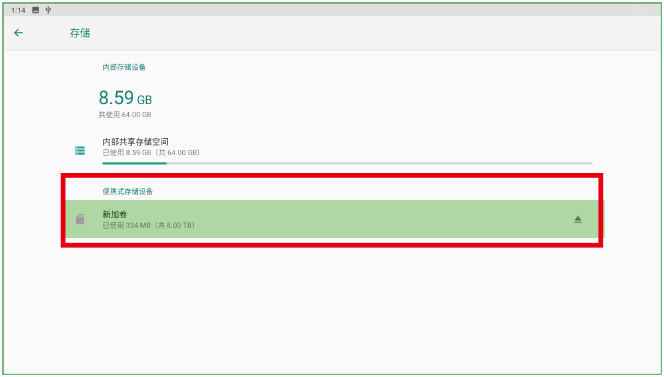 1:14
存储
内部存储设备
8.59 GB
共使用 64.00 GB
内部共享存储空间
已使用 8.59 GB（共 64.00 GB）
便携式存储设备
新加卷
已使用 334 MB（共 8.00 TB）